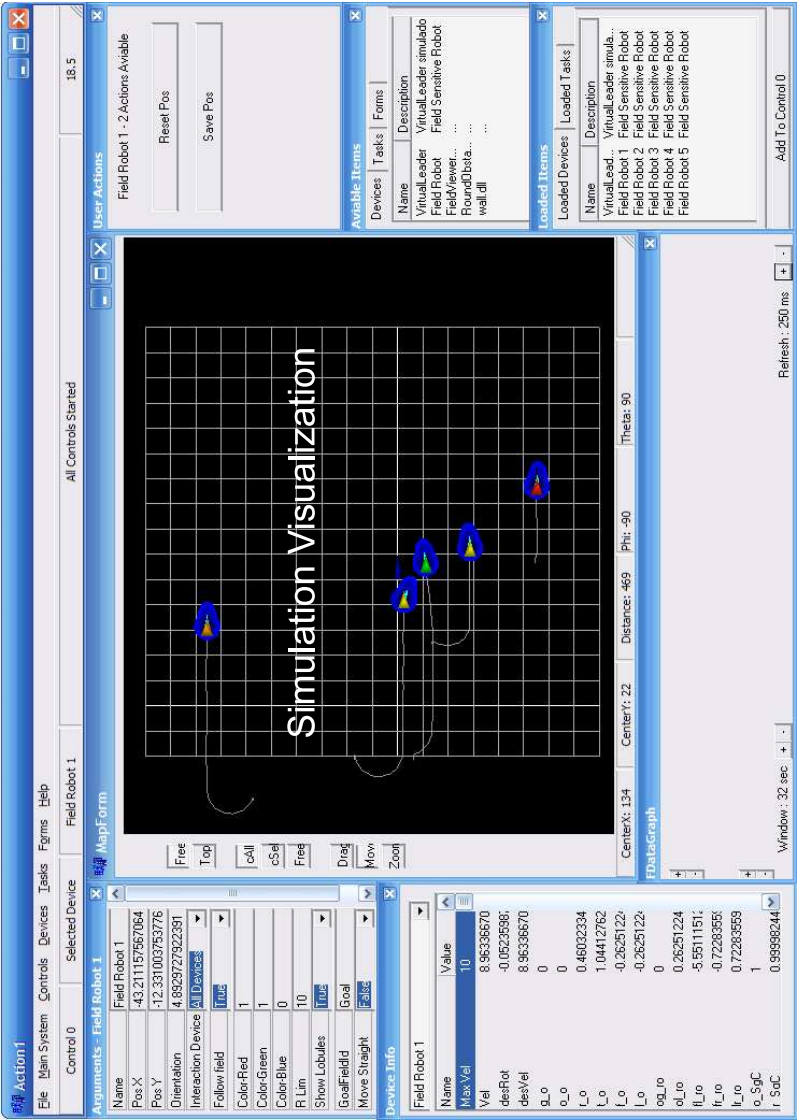 Action1
File Main System Controls Devices Tasks Forms Help
Control 0 Selected Device Field Robot 1 All Controls Started 18.5
Arguments - Field Robot 1
Name Field Robot 1
Pos X -43.211157567064
Pos Y -12.331003753776
Orientation 4.8929727922391
Interaction Device All Devices
Follow field True
Color-Red 1
Color-Green 1
Color-Blue 0
R Lim 10
Show Lobules True
GoalFieldId Goal
Move Straight False
Device Info
Field Robot 1
Name Value
Max Vel 10
Vel 8.96336670
desRot -0.0523598
desVel 8.96336670
g_o 0
o_o 0
r_o 0.46032334
t_o 1.04412762
f_o -0.2625122
l_o -0.2625122
og_ro 0
ol_ro 0.26251224
fl_ro -5.5511151
fr_ro -0.7228355
lr_ro 0.72283559
o_SgC 1
r_SoC 0.99998244
MapForm
Free
Top
cAll
cSe
Free
Drag
Mov
Zoon
Simulation Visualization
CenterX: 134 CenterY: 22 Distance: 469 Phi: -90 Theta: 90
FDataGraph
+ -
+ -
Window : 32 sec + - Refresh : 250 ms + -
User Actions
Field Robot 1 - 2 Actions Aviable
Reset Pos
Save Pos
Aviable Items
Devices Tasks Forms
Name Description
VirtualLeader VirtualLeader simulado
Field Robot Field Sensitive Robot
FieldViewer... ...
RoundObsta... ...
wall.dll ...
Loaded Items
Loaded Devices Loaded Tasks
Name Description
VirtualLead... VirtualLeader simula...
Field Robot 1 Field Sensitive Robot
Field Robot 2 Field Sensitive Robot
Field Robot 3 Field Sensitive Robot
Field Robot 4 Field Sensitive Robot
Field Robot 5 Field Sensitive Robot
Add To Control 0